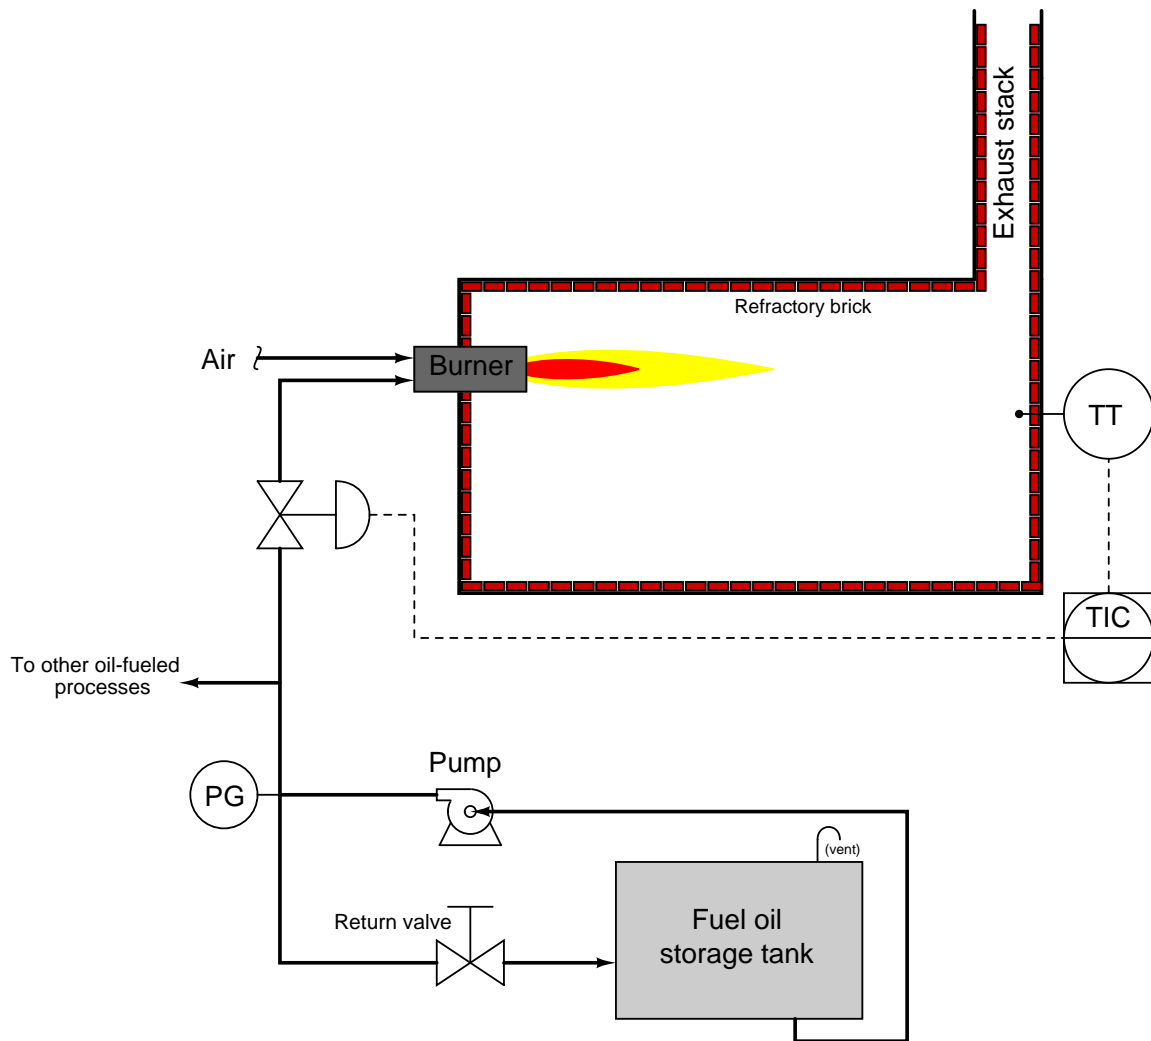 Exhaust stack
Refractory brick
Air
Burner
TT
TIC
To other oil-fueled
processes
Pump
PG
(vent)
Return valve
Fuel oil
storage tank